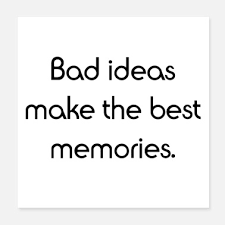 Bad ideas
make the best
memories.